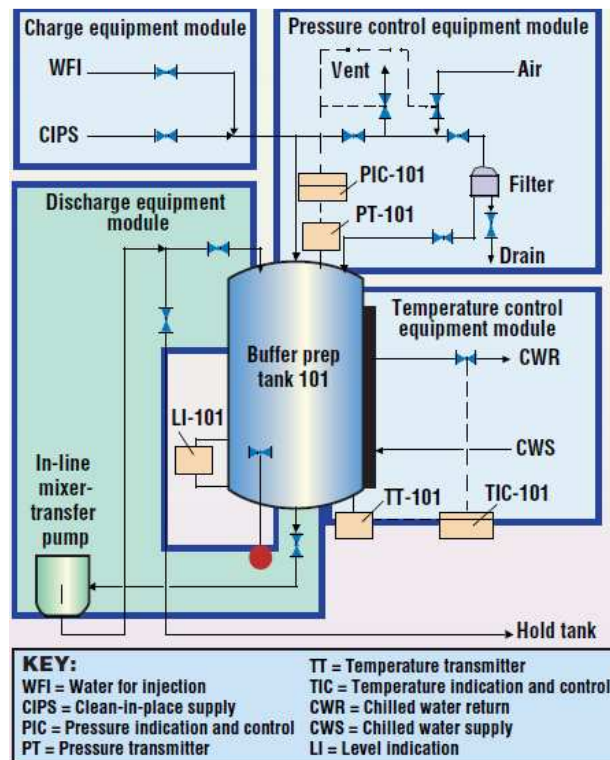 Charge equipment module
WFI
CIPS
Pressure control equipment module
Vent
Air
PIC-101
PT-101
Filter
Drain
Discharge equipment
module
Buffer prep
tank 101
Temperature control
equipment module
CWR
CWS
LI-101
TT-101
TIC-101
In-line
mixer-
transfer
pump
Hold tank
KEY:
WFI = Water for injection
CIPS = Clean-in-place supply
PIC = Pressure indication and control
PT = Pressure transmitter
TT = Temperature transmitter
TIC = Temperature indication and control
CWR = Chilled water return
CWS = Chilled water supply
LI = Level indication